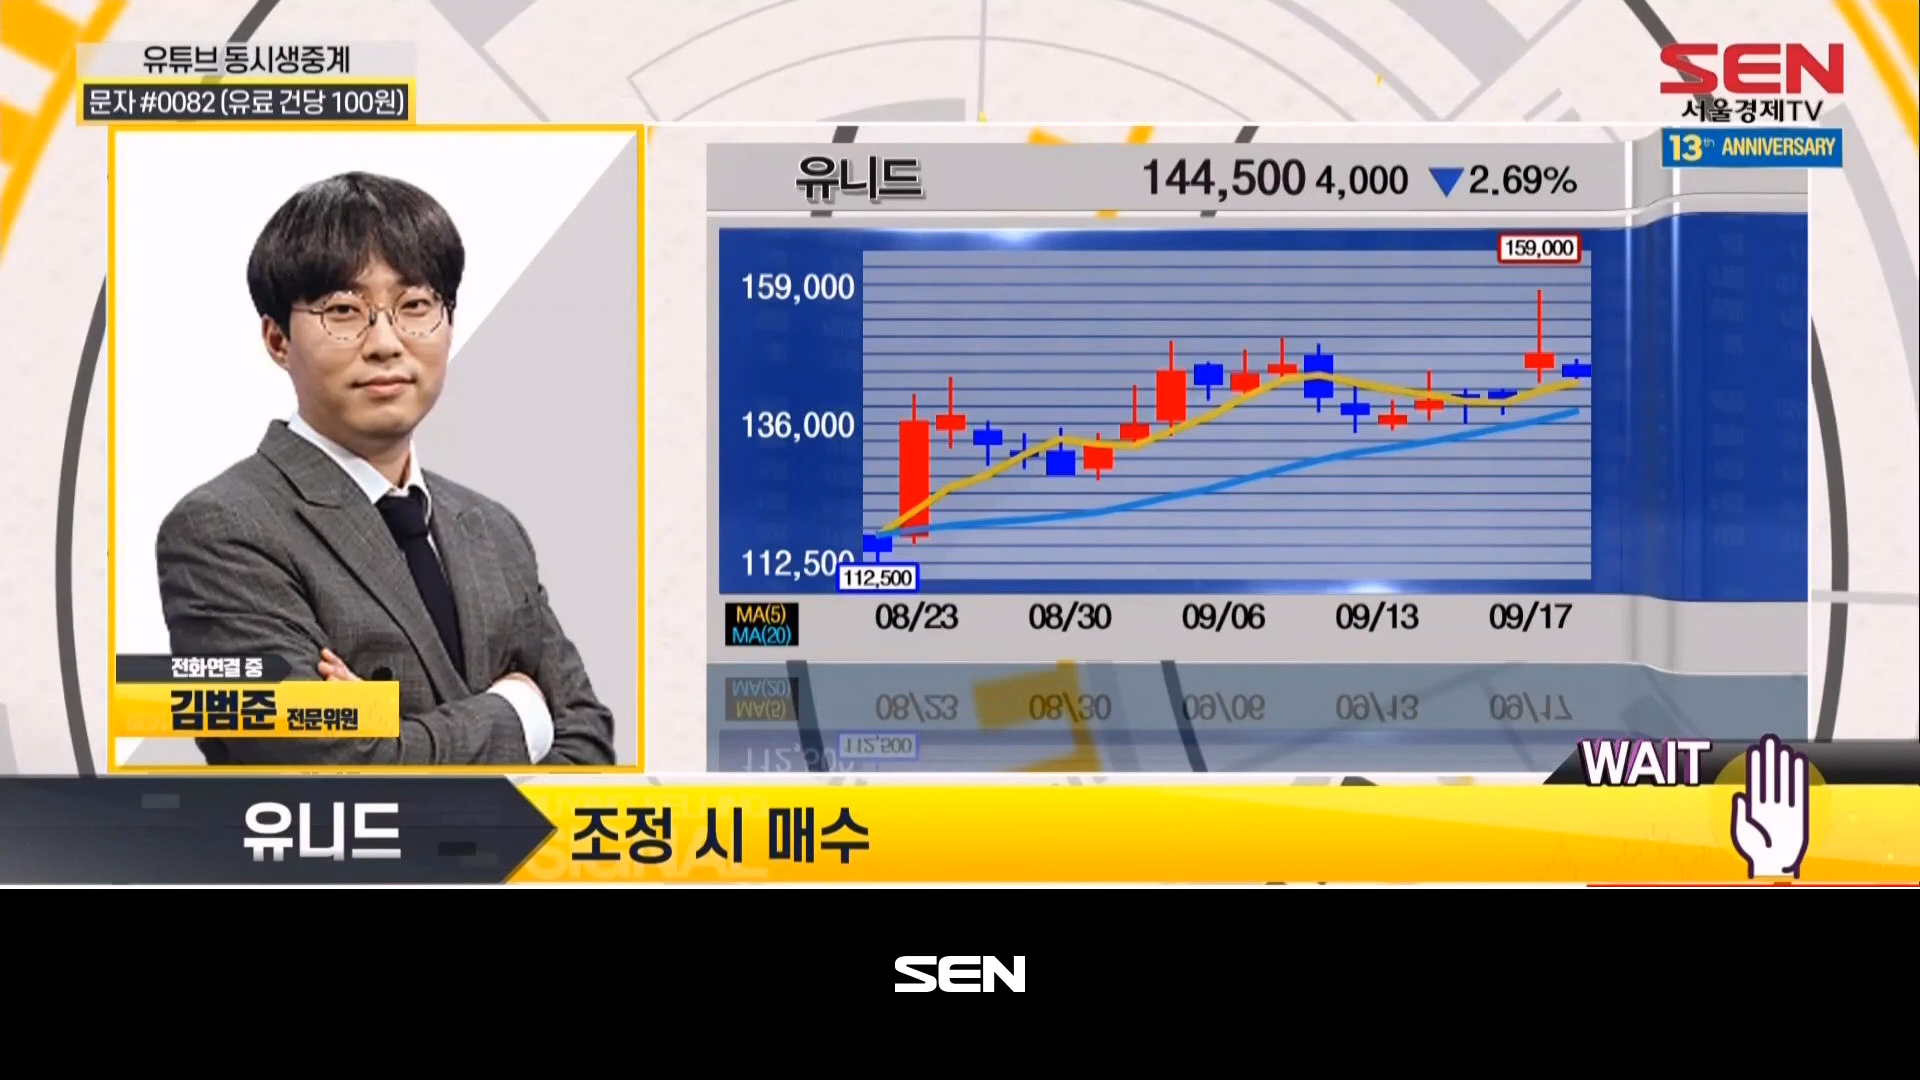 유튜브 동시생중계
문자 #0082 (유료 건당 100원)
SEN
서울경제TV
13th ANNIVERSARY
유니드 144,500 4,000 ▼2.69%
159,000
159,000
136,000
112,500
112,500
MA(5)
MA(20)
08/23 08/30 09/06 09/13 09/17
전화연결 중
김범준 전문위원
WAIT
유니드 조정 시 매수
SIGNAL
SEN